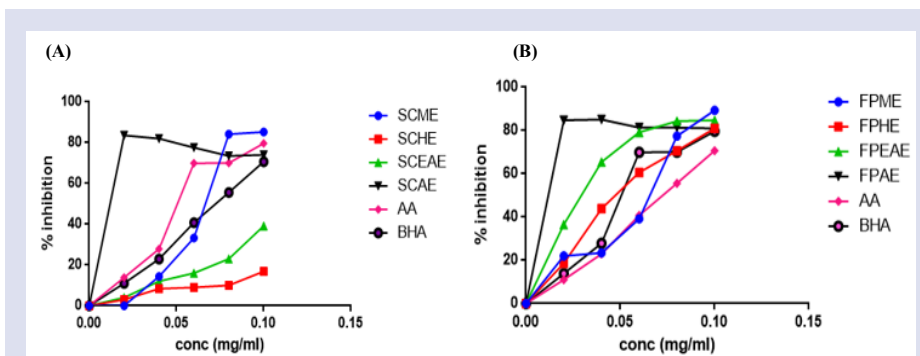 (A)
100
80
60
40
20
0
% inhibition
0.00
0.05
0.10
0.15
conc (mg/ml)
SCME
SCHE
SCEAE
SCAE
AA
BHA
(B)
100
80
60
40
20
0
% inhibition
0.00
0.05
0.10
0.15
conc (mg/ml)
FPME
FPHE
FPEAE
FPAE
AA
BHA